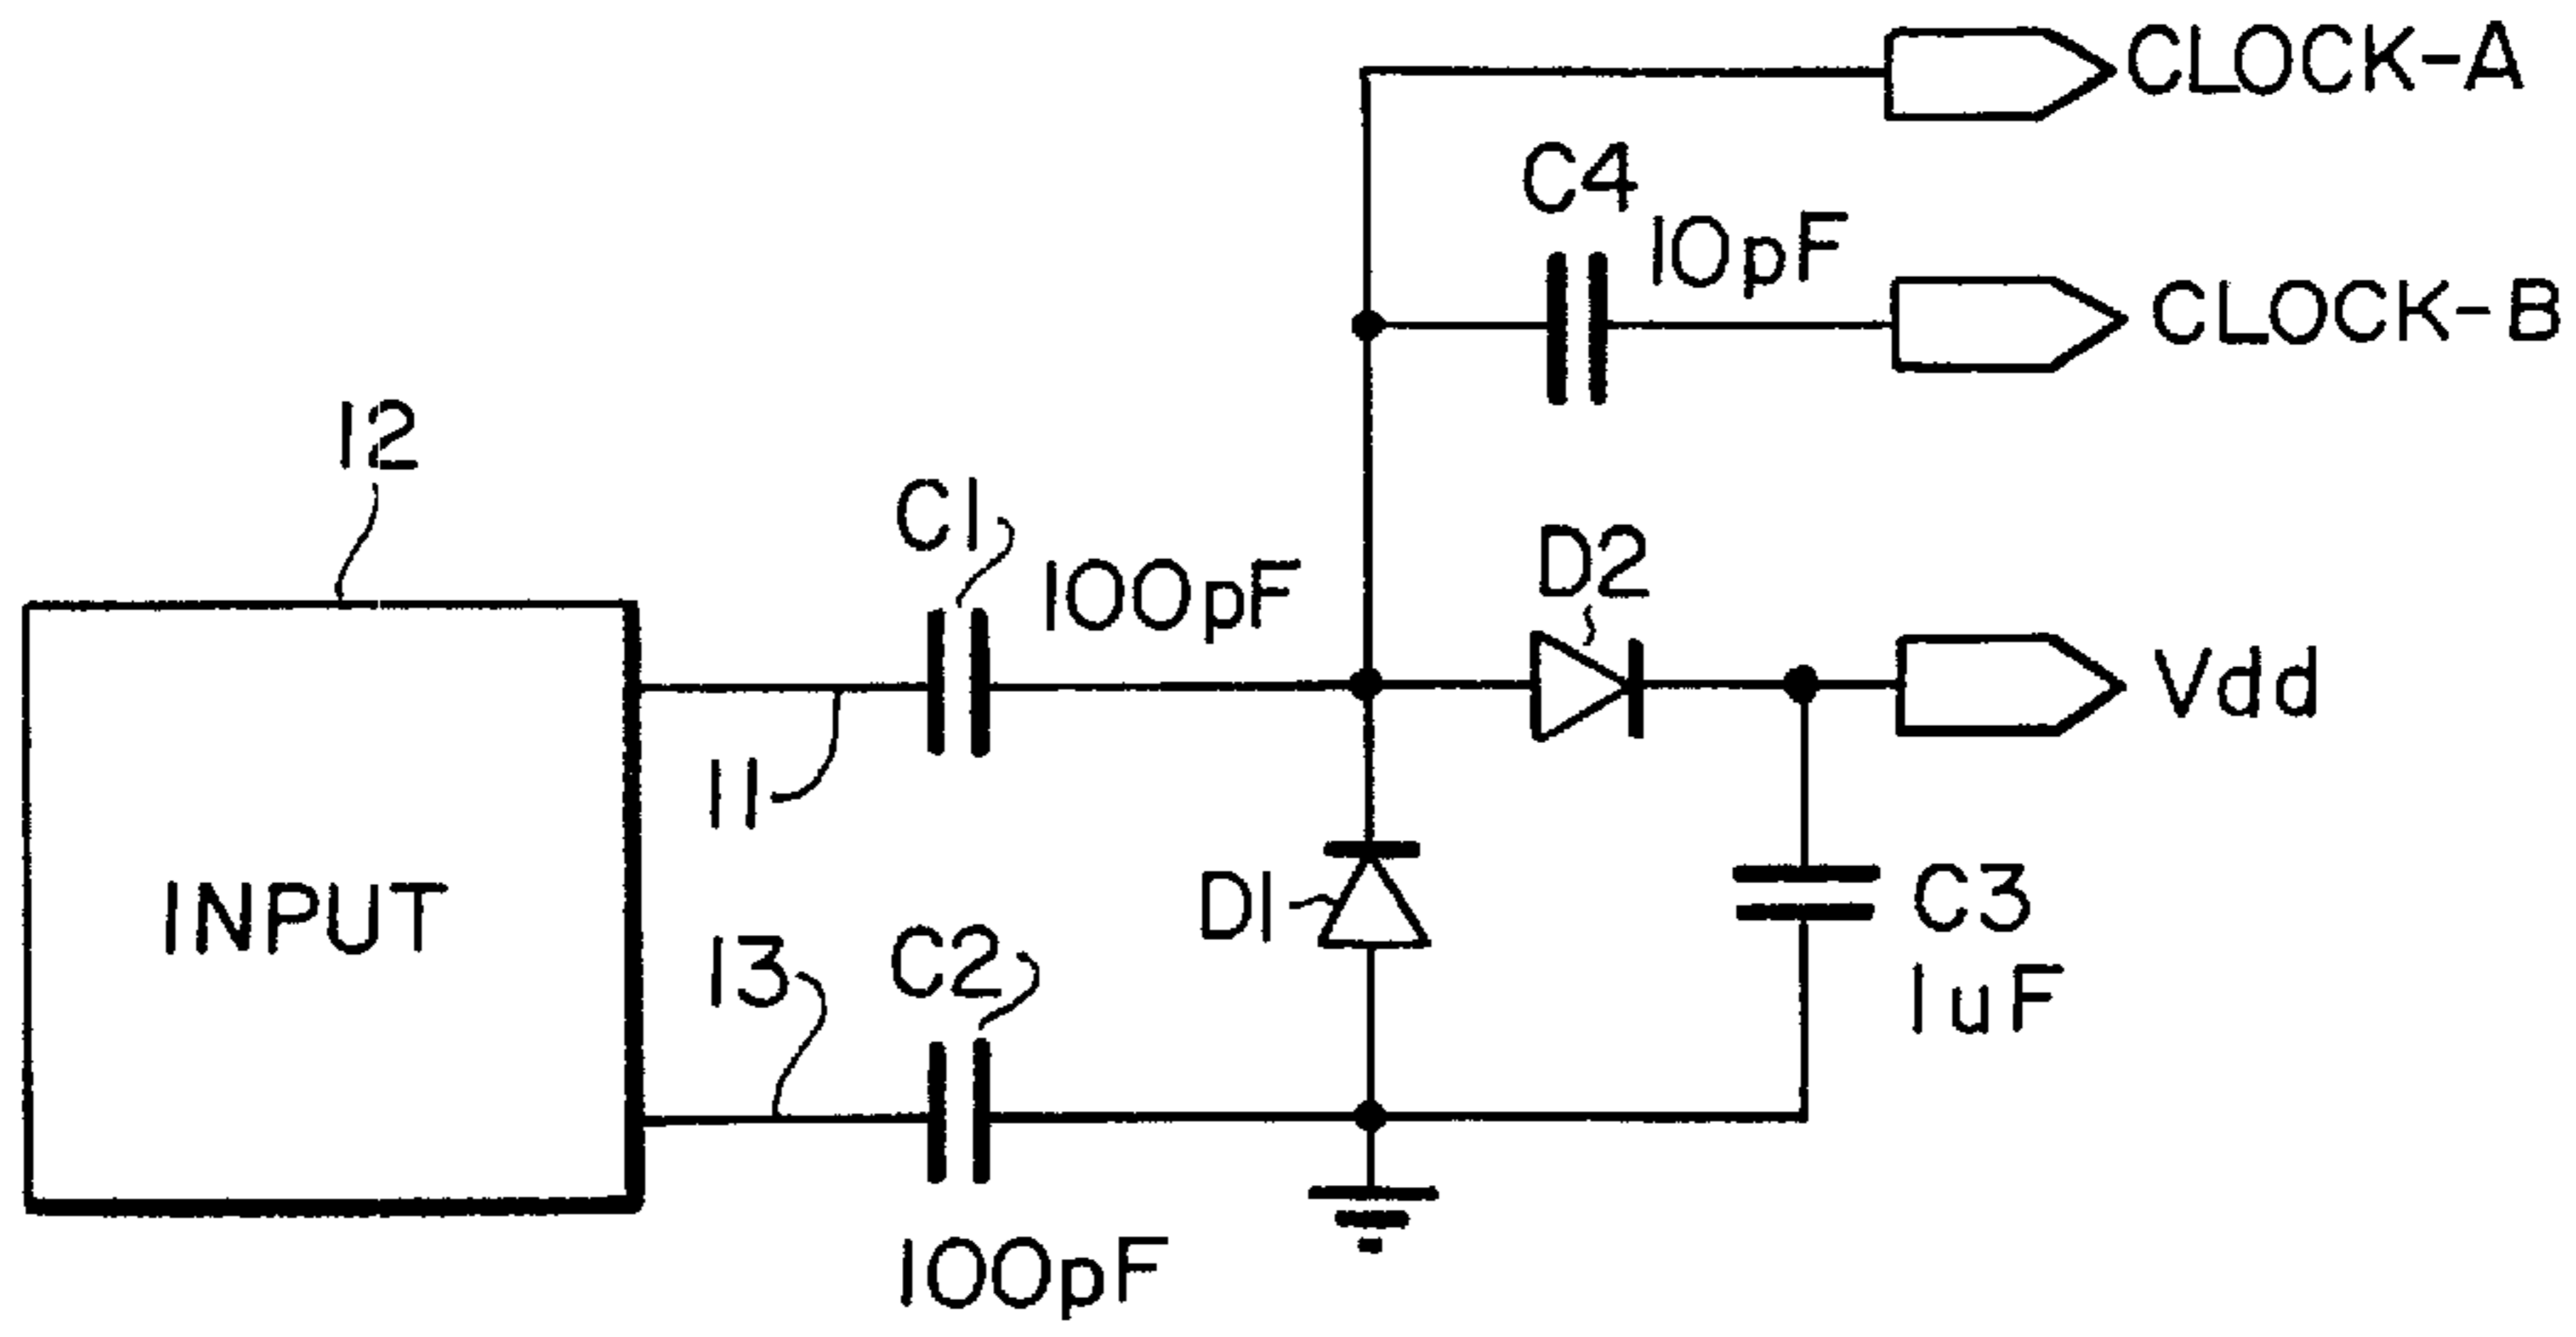 CLOCK-A
C4
10pF
CLOCK-B
12
C1
100pF
D2
Vdd
11
INPUT
D1
C3
1uF
13
C2
100pF